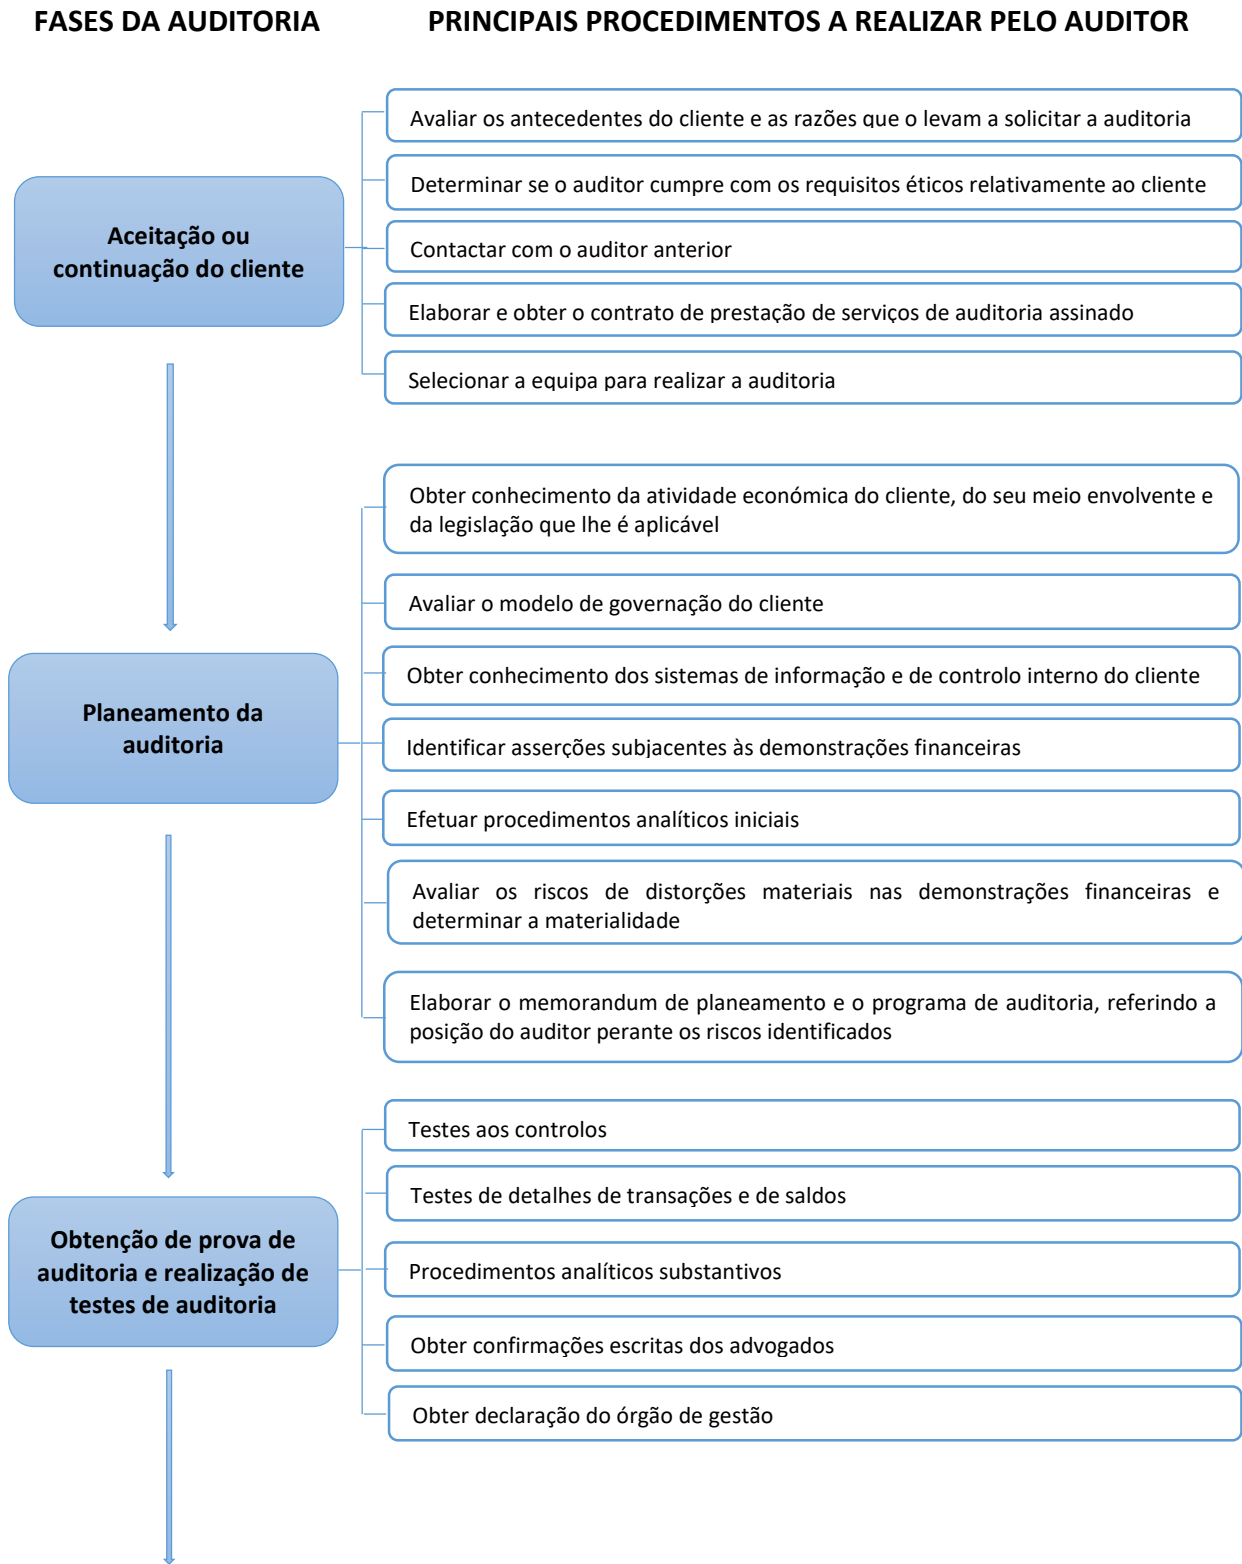 FASES DA AUDITORIA
PRINCIPAIS PROCEDIMENTOS A REALIZAR PELO AUDITOR
Aceitação ou
continuação do cliente
Avaliar os antecedentes do cliente e as razões que o levam a solicitar a auditoria
Determinar se o auditor cumpre com os requisitos éticos relativamente ao cliente
Contactar com o auditor anterior
Elaborar e obter o contrato de prestação de serviços de auditoria assinado
Selecionar a equipa para realizar a auditoria
Planeamento da
auditoria
Obter conhecimento da atividade económica do cliente, do seu meio envolvente e
da legislação que lhe é aplicável
Avaliar o modelo de governação do cliente
Obter conhecimento dos sistemas de informação e de controlo interno do cliente
Identificar asserções subjacentes às demonstrações financeiras
Efetuar procedimentos analíticos iniciais
Avaliar os riscos de distorções materiais nas demonstrações financeiras e
determinar a materialidade
Elaborar o memorandum de planeamento e o programa de auditoria, referindo a
posição do auditor perante os riscos identificados
Obtenção de prova de
auditoria e realização de
testes de auditoria
Testes aos controlos
Testes de detalhes de transações e de saldos
Procedimentos analíticos substantivos
Obter confirmações escritas dos advogados
Obter declaração do órgão de gestão